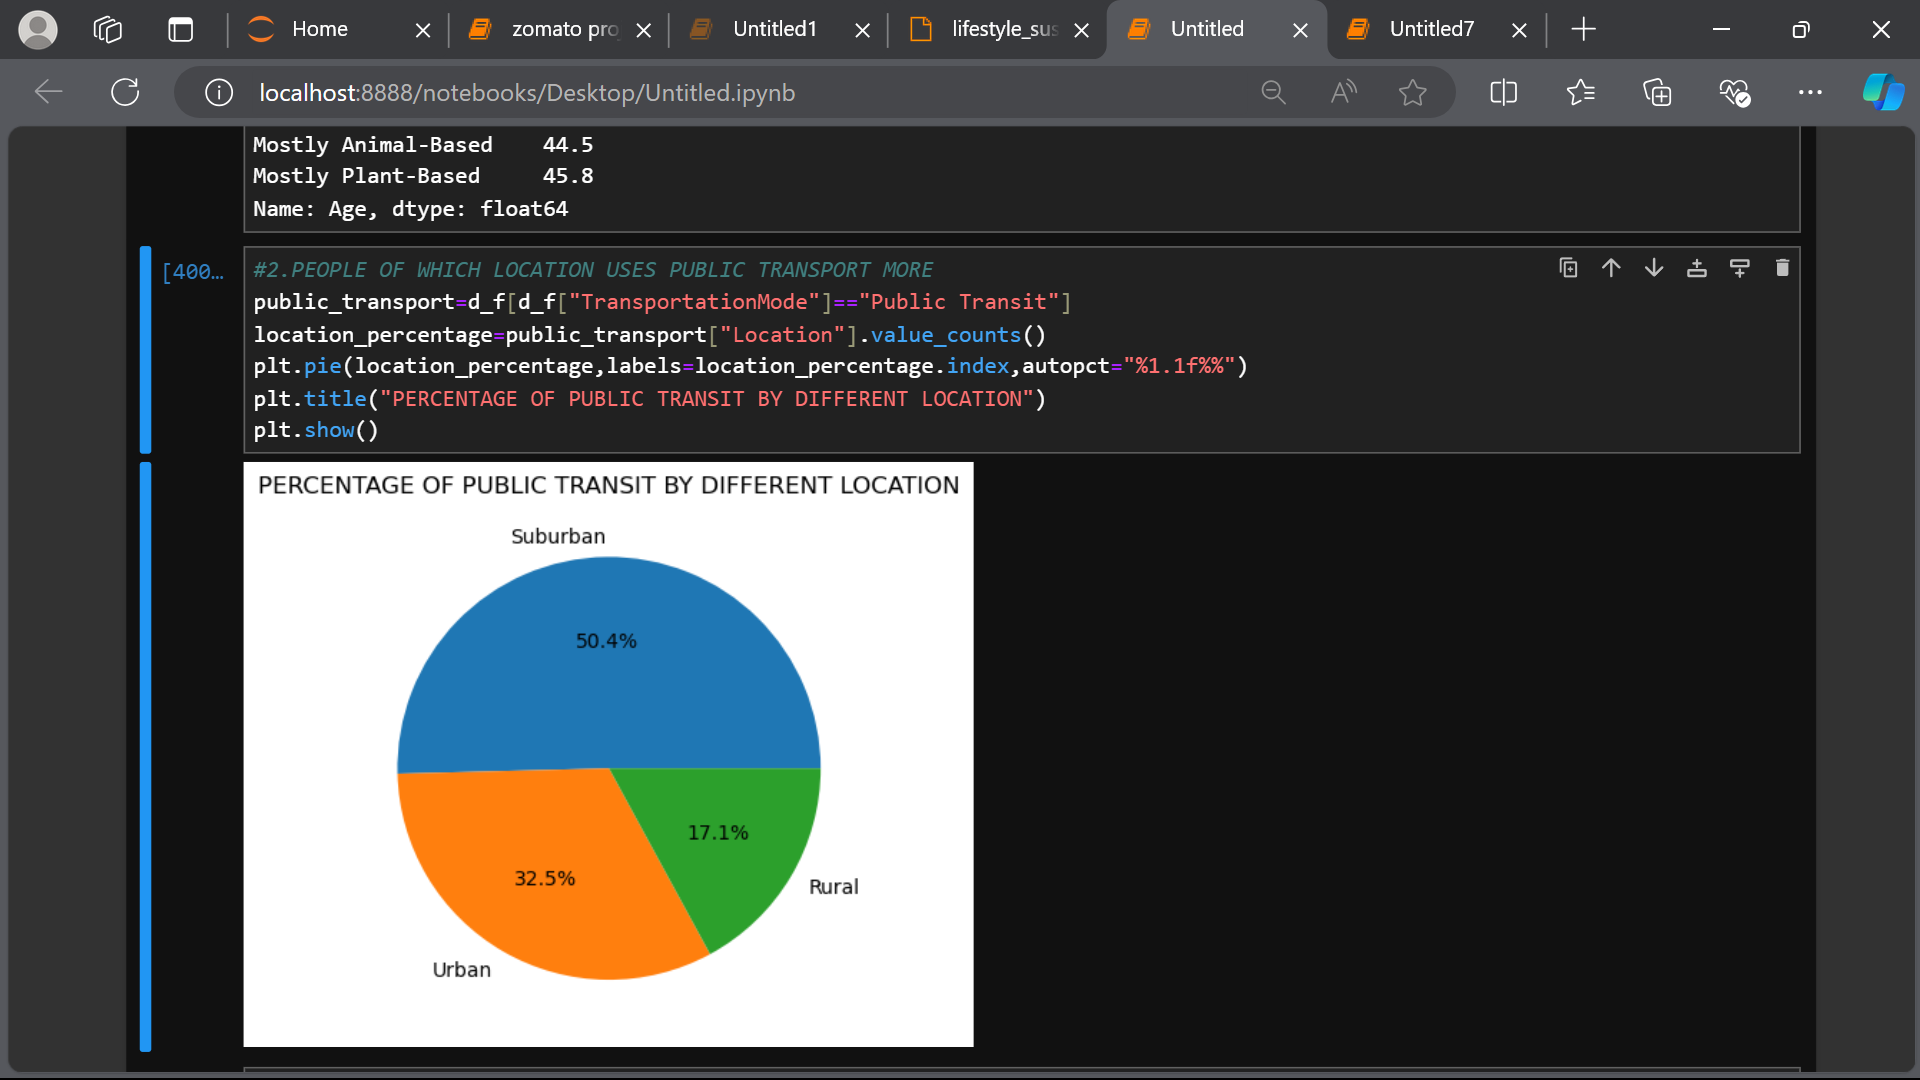 Home
zomato pro
Untitled1
lifestyle_sus
Untitled
Untitled7
localhost:8888/notebooks/Desktop/Untitled.ipynb
Mostly Animal-Based    44.5
Mostly Plant-Based     45.8
Name: Age, dtype: float64
[400…
#2.PEOPLE OF WHICH LOCATION USES PUBLIC TRANSPORT MORE
public_transport=d_f[d_f["TransportationMode"]=="Public Transit"]
location_percentage=public_transport["Location"].value_counts()
plt.pie(location_percentage,labels=location_percentage.index,autopct="%1.1f%%")
plt.title("PERCENTAGE OF PUBLIC TRANSIT BY DIFFERENT LOCATION")
plt.show()
PERCENTAGE OF PUBLIC TRANSIT BY DIFFERENT LOCATION
Suburban
50.4%
17.1%
32.5%
Rural
Urban